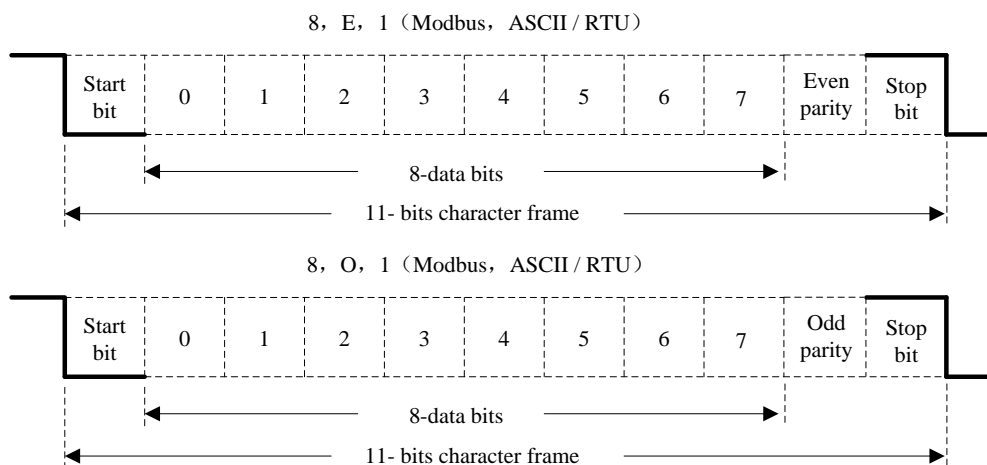 8，E，1（Modbus，ASCII / RTU）
Start bit 0 1 2 3 4 5 6 7 Even parity Stop bit
8-data bits
11- bits character frame
8，O，1（Modbus，ASCII / RTU）
Start bit 0 1 2 3 4 5 6 7 Odd parity Stop bit
8-data bits
11- bits character frame